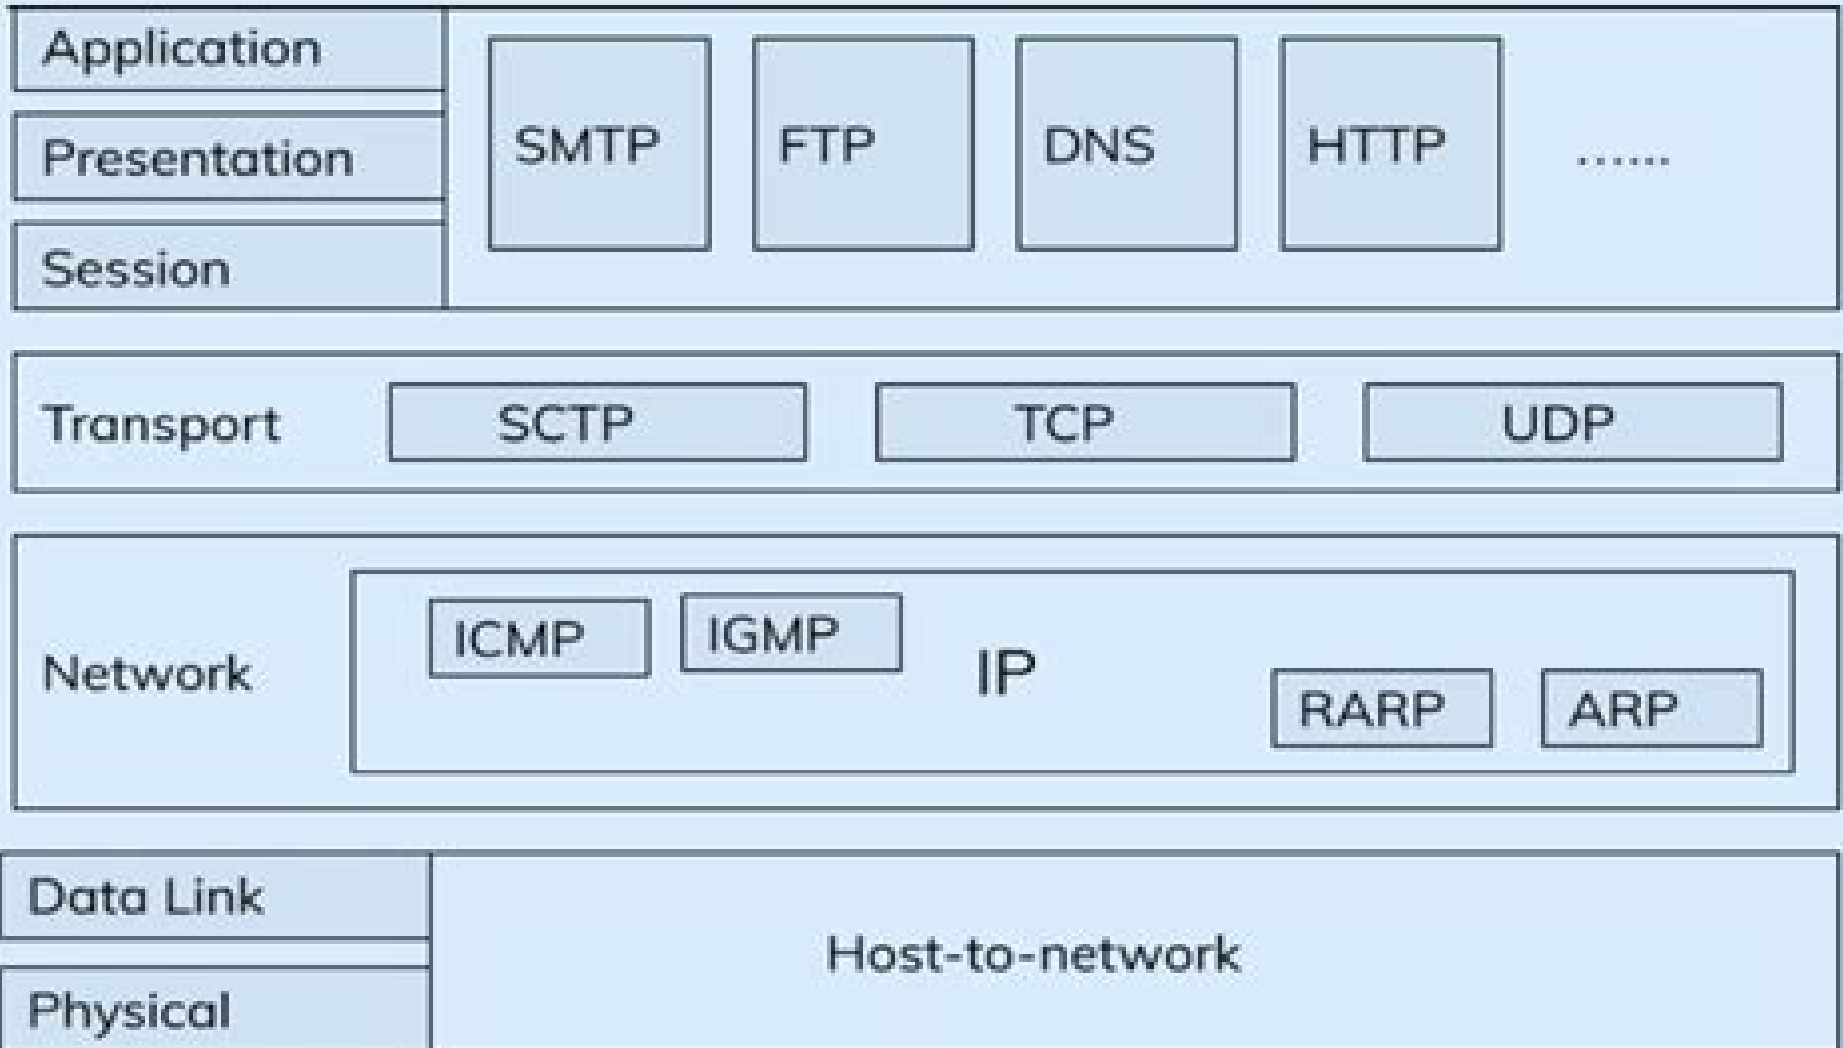 Application
Presentation
Session
SMTP FTP DNS HTTP ......
Transport SCTP TCP UDP
Network ICMP IGMP IP RARP ARP
Data Link
Physical
Host-to-network